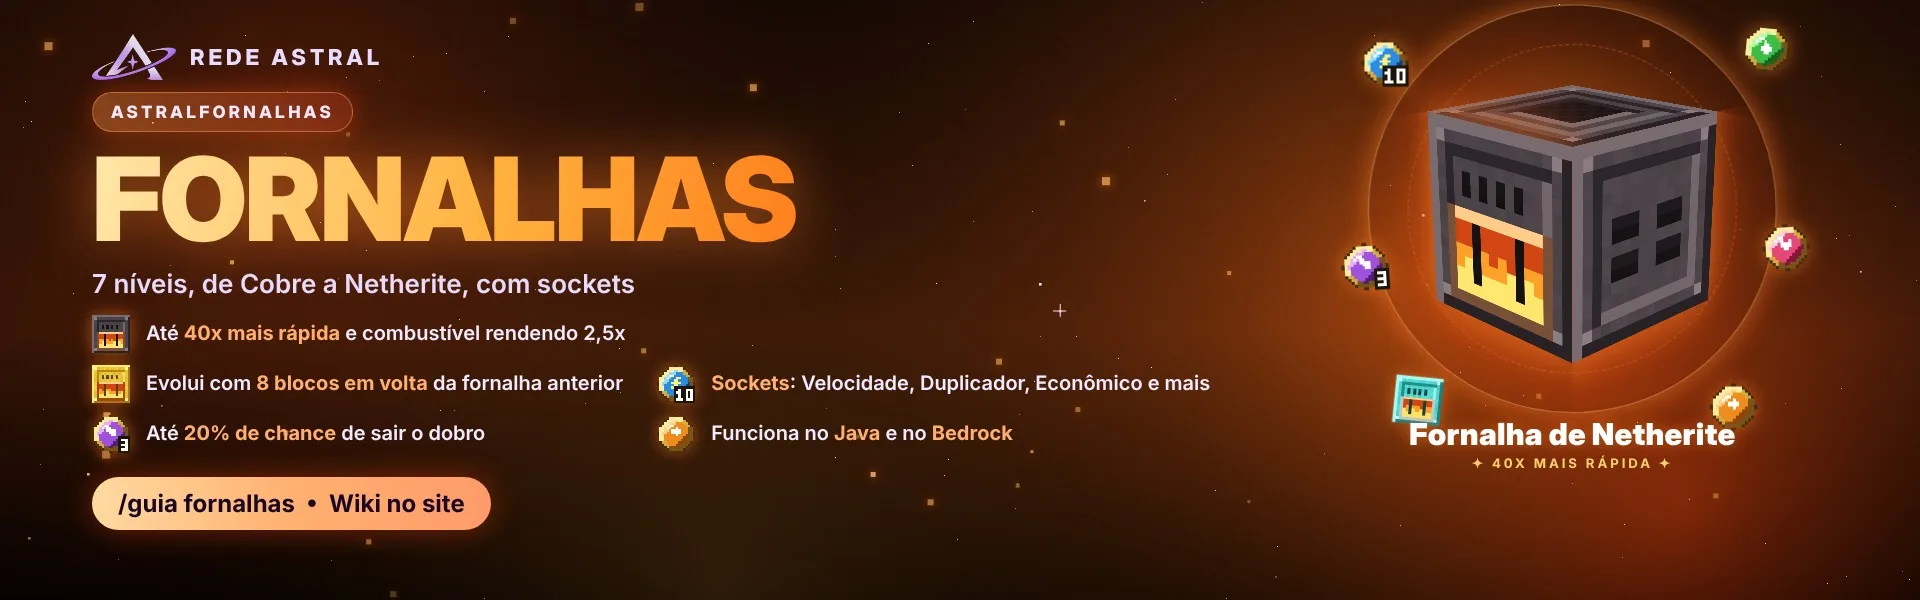 REDE ASTRAL
ASTRALFORNALHAS
FORNALHAS
7 níveis, de Cobre a Netherite, com sockets
Até 40x mais rápida e combustível rendendo 2,5x
Evolui com 8 blocos em volta da fornalha anterior
10
Sockets: Velocidade, Duplicador, Econômico e mais
3
Até 20% de chance de sair o dobro
Funciona no Java e no Bedrock
/guia fornalhas • Wiki no site
10
3
Fornalha de Netherite
✦ 40X MAIS RÁPIDA ✦